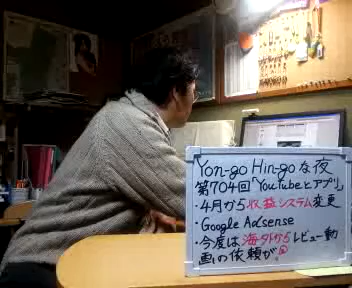 Yon-go Hin-goな夜
第704回「YouTubeとアプリ」
・4月から収益システム変更
・Google Adsense
・今度は海外からレビュー動
画の依頼が